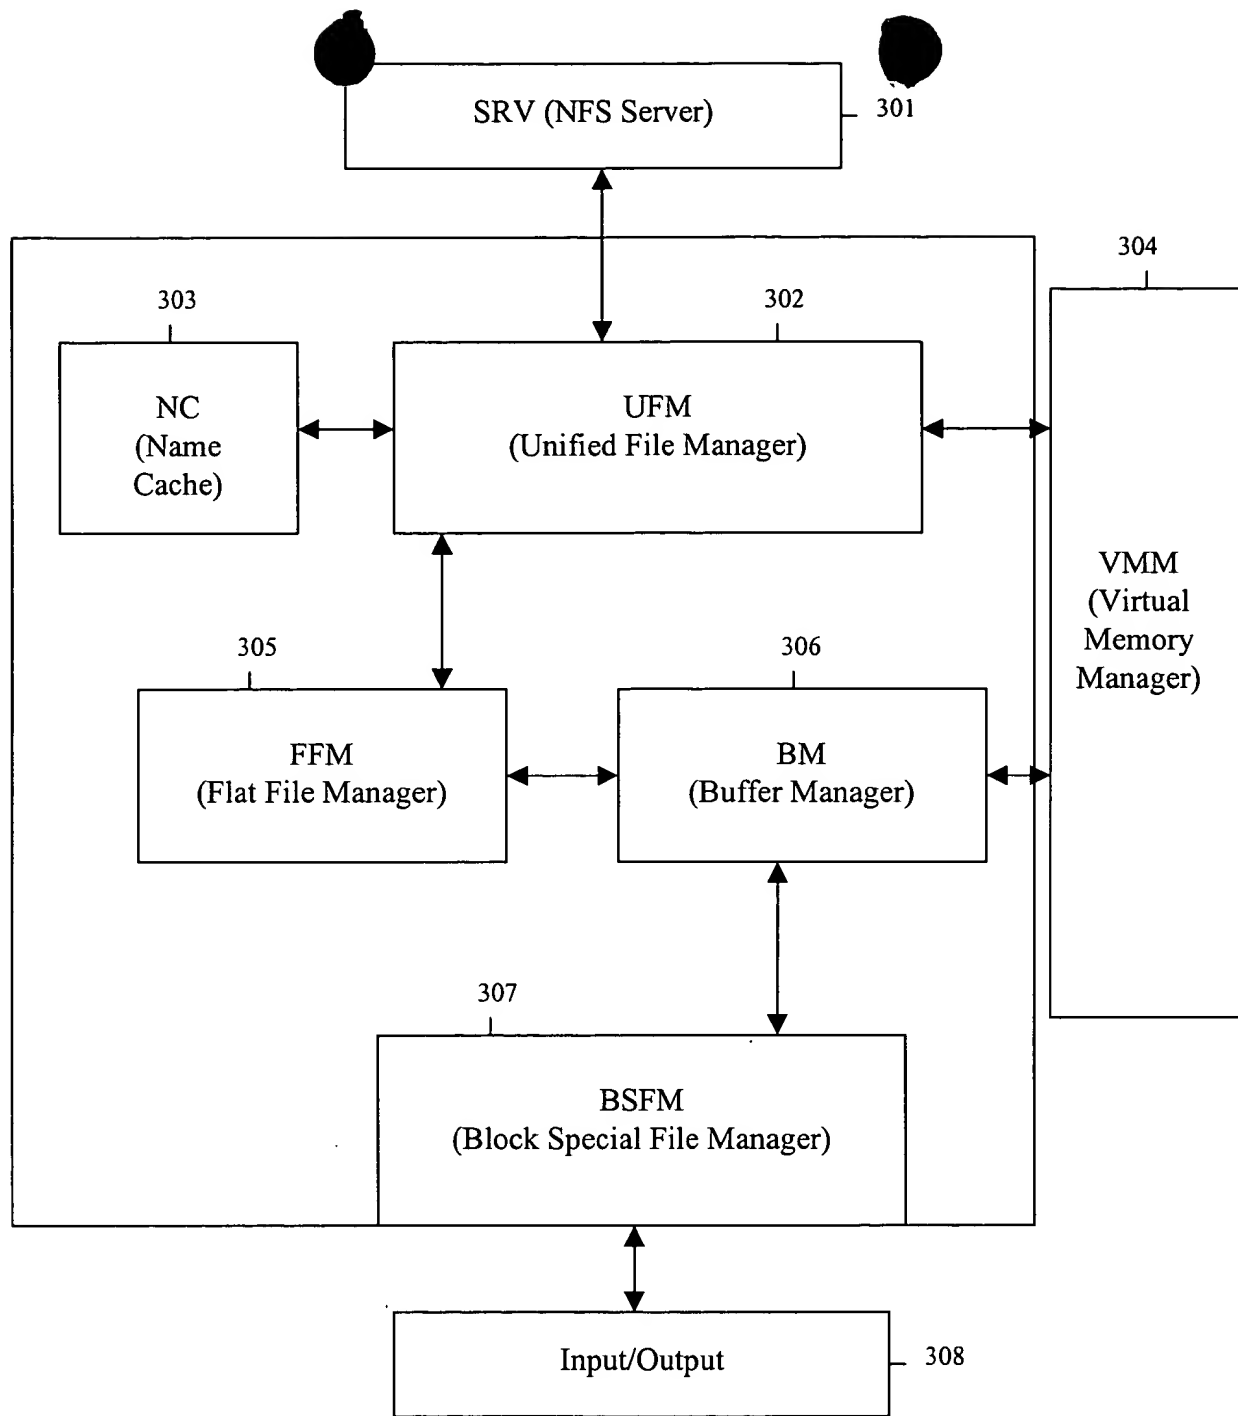 SRV (NFS Server)
301
304
303
302
NC
(Name
Cache)
UFM
(Unified File Manager)
VMM
(Virtual
Memory
Manager)
305
306
FFM
(Flat File Manager)
BM
(Buffer Manager)
307
BSFM
(Block Special File Manager)
Input/Output
308